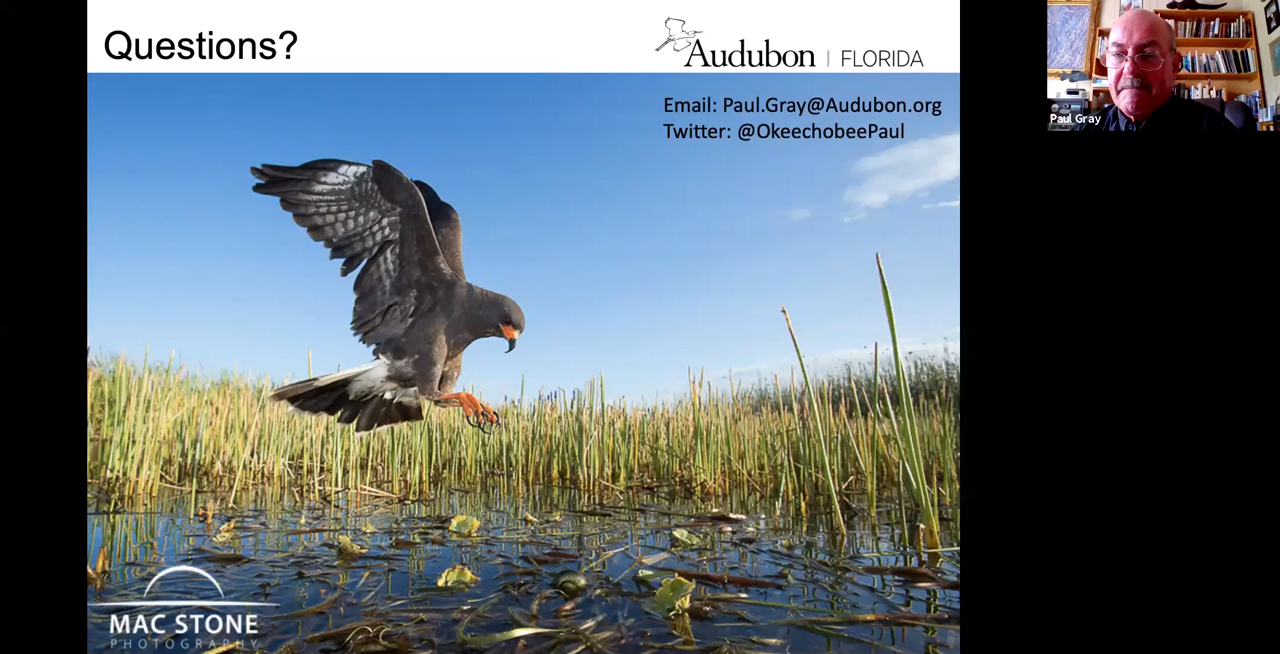 Questions?
Audubon | FLORIDA
Email: Paul.Gray@Audubon.org
Twitter: @OkeechobeePaul
Paul Gray
MAC STONE
PHOTOGRAPHY